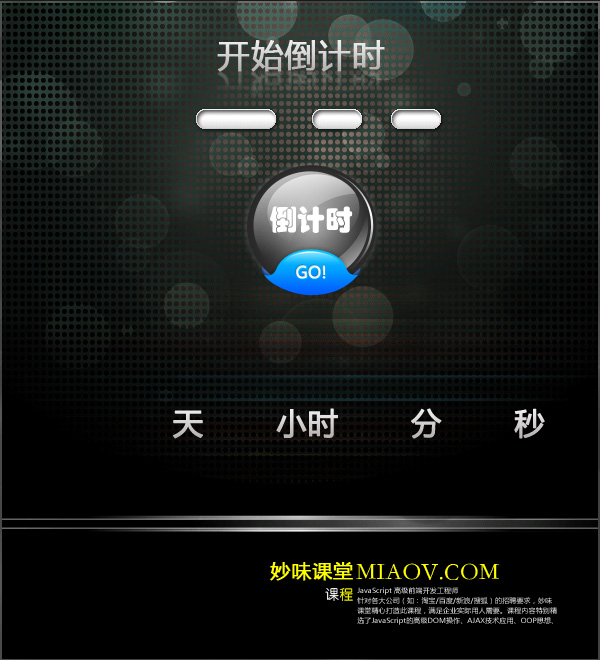 开始倒计时
倒计时
GO!
天 小时 分 秒
妙味课堂 MIAOV.COM
课程 JavaScript 高级前端开发工程师
针对各大公司（如：淘宝/百度/新浪/搜狐）的招聘要求，妙味
课堂精心打造此课程，满足企业实际用人需要。课程内容特别精
选了JavaScript的高级DOM操作、AJAX技术应用、OOP思想、